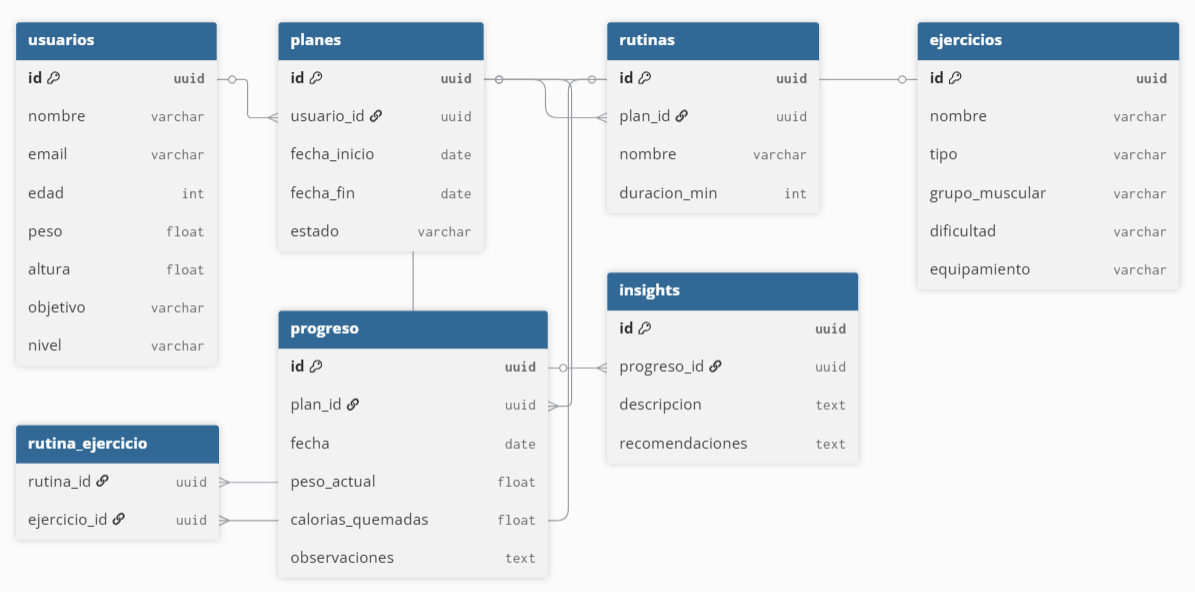 usuarios
id uuid
nombre varchar
email varchar
edad int
peso float
altura float
objetivo varchar
nivel varchar
planes
id uuid
usuario_id uuid
fecha_inicio date
fecha_fin date
estado varchar
rutinas
id uuid
plan_id uuid
nombre varchar
duracion_min int
ejercicios
id uuid
nombre varchar
tipo varchar
grupo_muscular varchar
dificultad varchar
equipamiento varchar
progreso
id uuid
plan_id uuid
fecha date
peso_actual float
calorias_quemadas float
observaciones text
insights
id uuid
progreso_id uuid
descripcion text
recomendaciones text
rutina_ejercicio
rutina_id uuid
ejercicio_id uuid